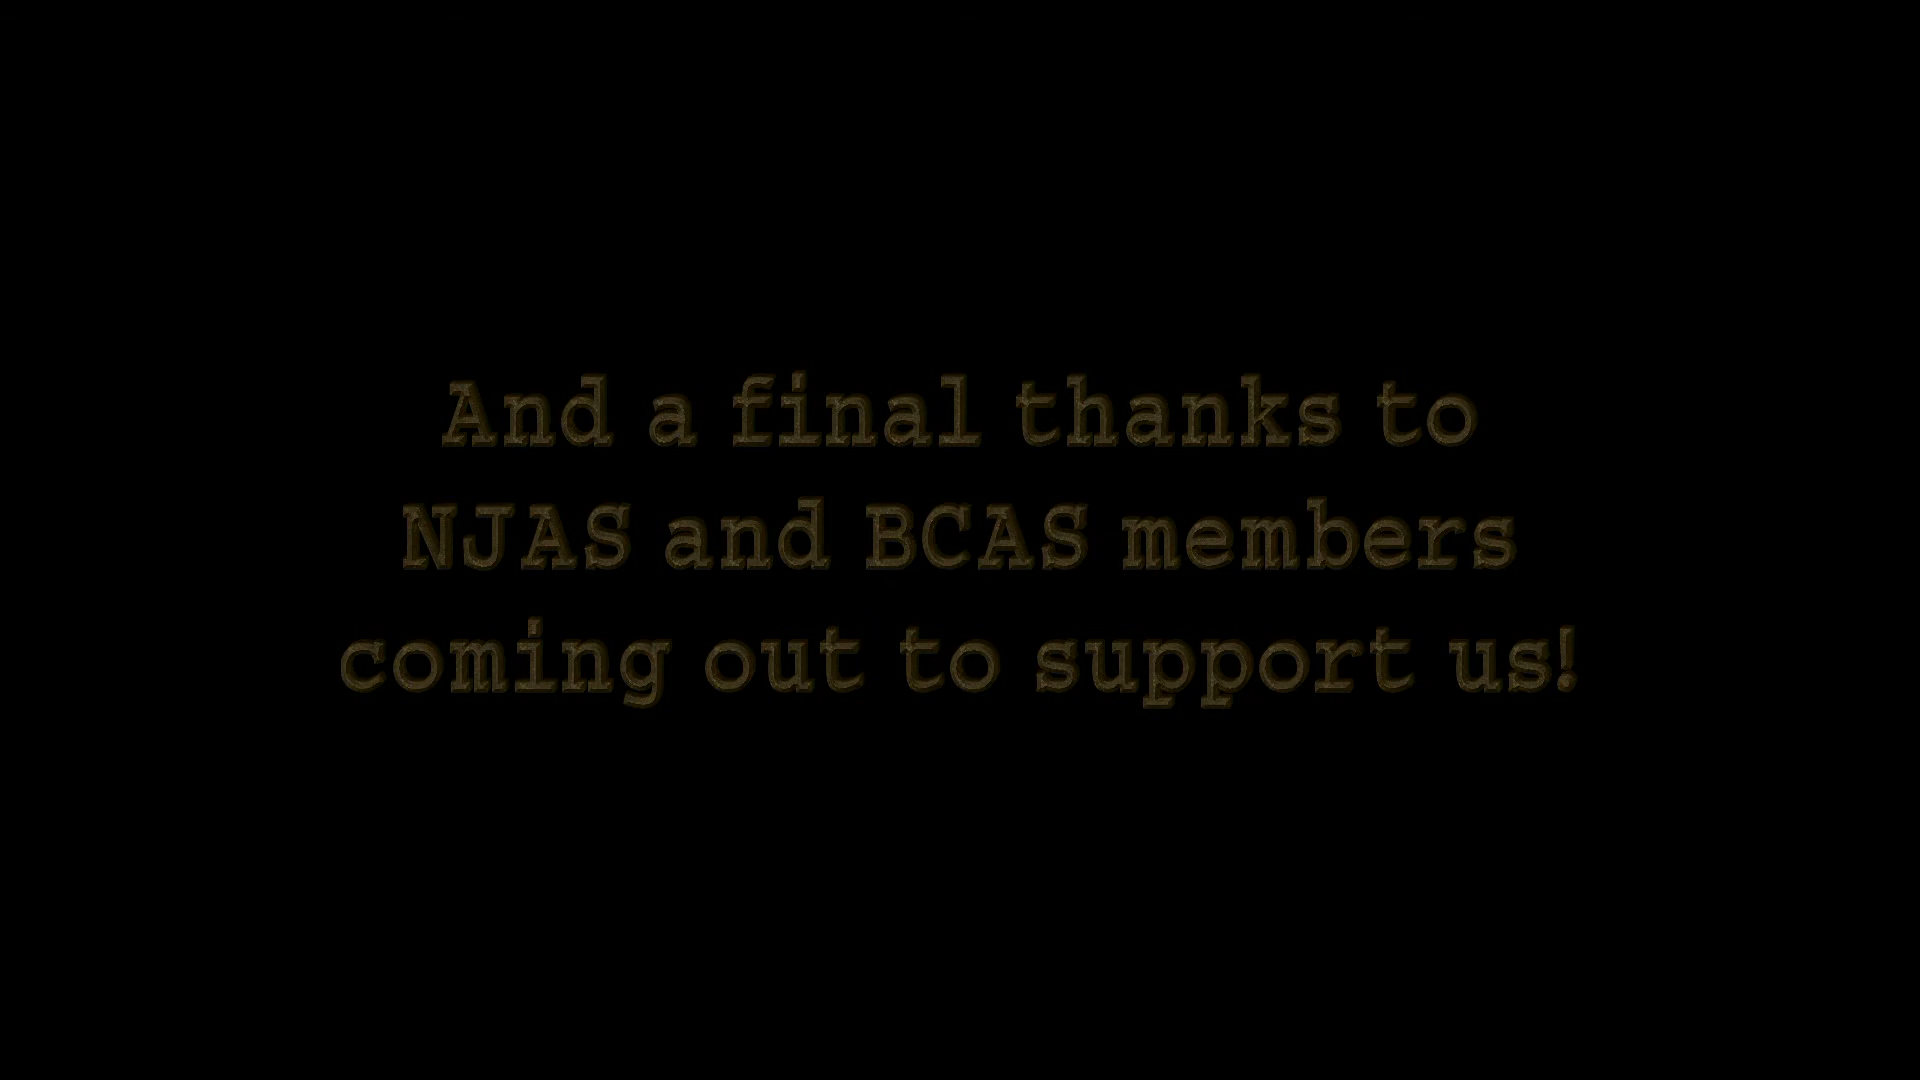 And a final thanks to
NJAS and BCAS members
coming out to support us!